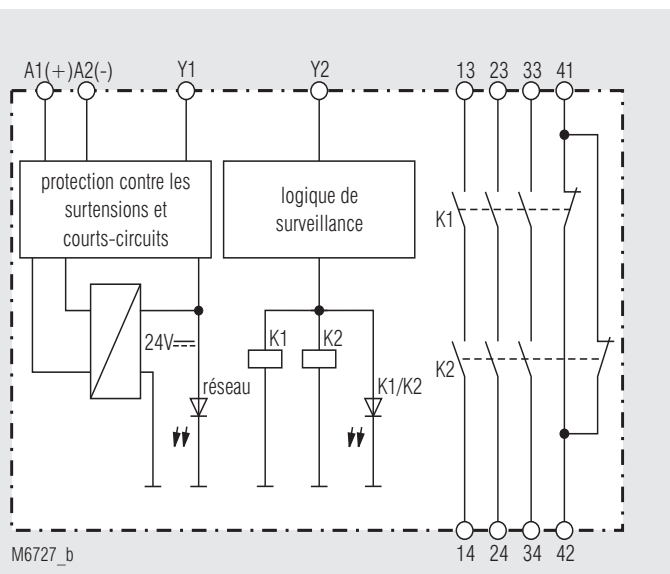 A1(+) A2(-) Y1 Y2 13 23 33 41
protection contre les
surtensions et
courts-circuits
logique de
surveillance
K1
24V
K1
K2
K2
réseau
K1/K2
14 24 34 42
M6727_b